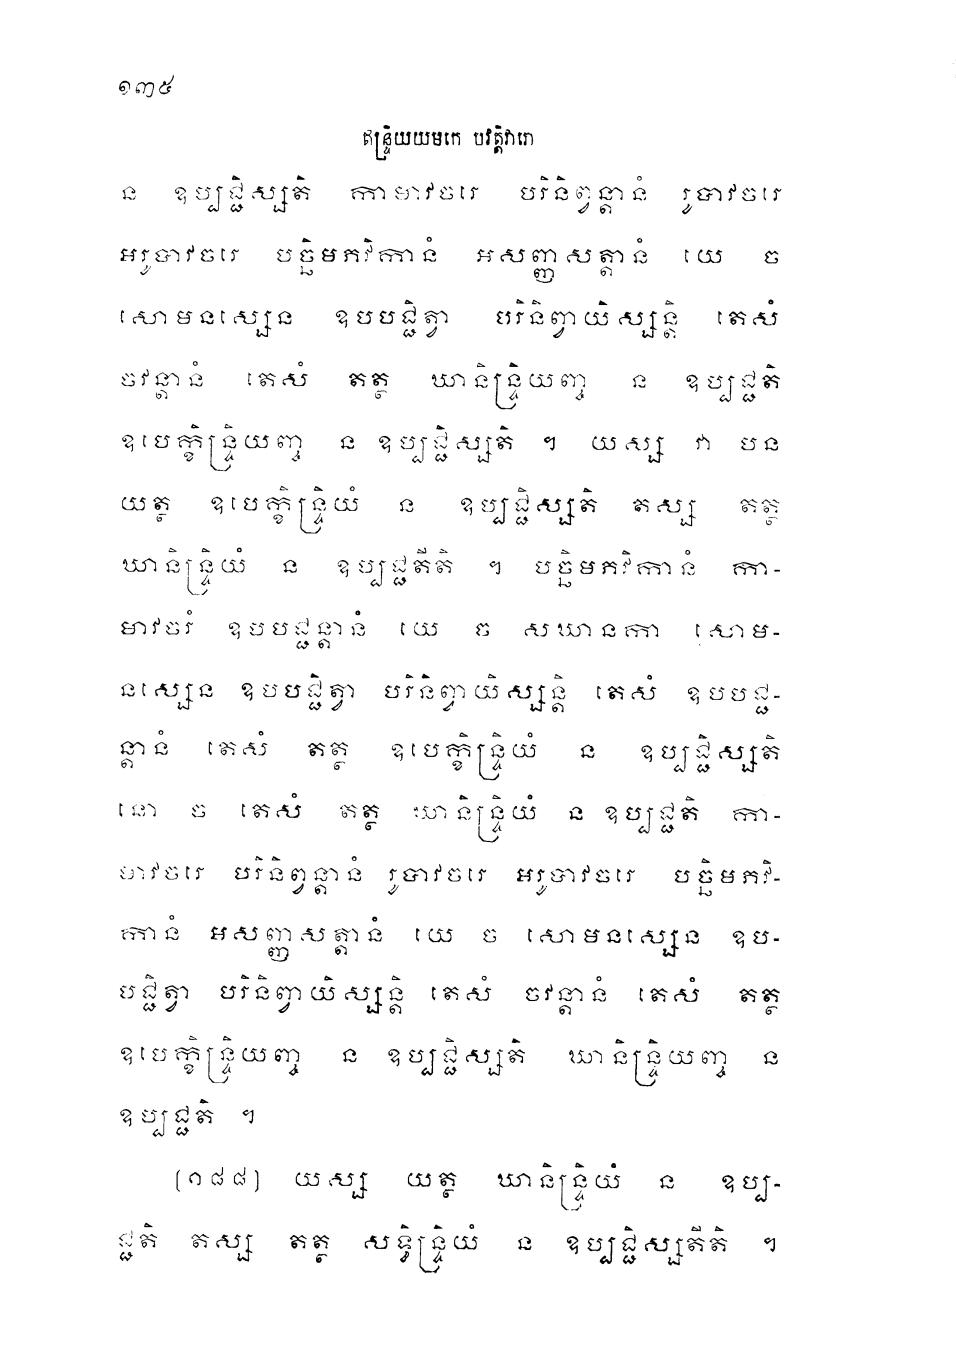 ១៣៥
ឥន្ទ្រិយយមកេ បវត្តិវារោ
ន ឧប្បជ្ជិស្សតិ កាមាវចរេ បរិនិព្វន្តានំ រូបាវចរេ
អរូបាវចរេ បច្ឆិមភវិកានំ អសញ្ញសត្តានំ យេ ច
សោមនស្សេន ឧបបជ្ជិត្វា បរិនិព្វាយិស្សន្តិ តេសំ
ចវន្តានំ តេសំ តត្ថ ឃានិន្ទ្រិយញ្ច ន ឧប្បជ្ជតិ
ឧបេក្ខិន្ទ្រិយញ្ច ន ឧប្បជ្ជិស្សតិ ។ យស្ស វា បន
យត្ថ ឧបេក្ខិន្ទ្រិយំ ន ឧប្បជ្ជិស្សតិ តស្ស តត្ថ
ឃានិន្ទ្រិយំ ន ឧប្បជ្ជតីតិ ។ បច្ឆិមភវិកានំ កា-
មាវចរំ ឧបបជ្ជន្តានំ យេ ច សឃានកា សោម-
នស្សេន ឧបបជ្ជិត្វា បរិនិព្វាយិស្សន្តិ តេសំ ឧបបជ្ជ-
ន្តានំ តេសំ តត្ថ ឧបេក្ខិន្ទ្រិយំ ន ឧប្បជ្ជិស្សតិ
នោ ច តេសំ តត្ថ ឃានិន្ទ្រិយំ ន ឧប្បជ្ជតិ កា-
មាវចរេ បរិនិព្វន្តានំ រូបាវចរេ អរូបាវចរេ បច្ឆិមភវិ-
កានំ អសញ្ញសត្តានំ យេ ច សោមនស្សេន ឧប-
បជ្ជិត្វា បរិនិព្វាយិស្សន្តិ តេសំ ចវន្តានំ តេសំ តត្ថ
ឧបេក្ខិន្ទ្រិយញ្ច ន ឧប្បជ្ជិស្សតិ ឃានិន្ទ្រិយញ្ច ន
ឧប្បជ្ជតិ ។
[១៨៨] យស្ស យត្ថ ឃានិន្ទ្រិយំ ន ឧប្ប-
ជ្ជតិ តស្ស តត្ថ សទ្ធិន្ទ្រិយំ ន ឧប្បជ្ជិស្សតីតិ ។